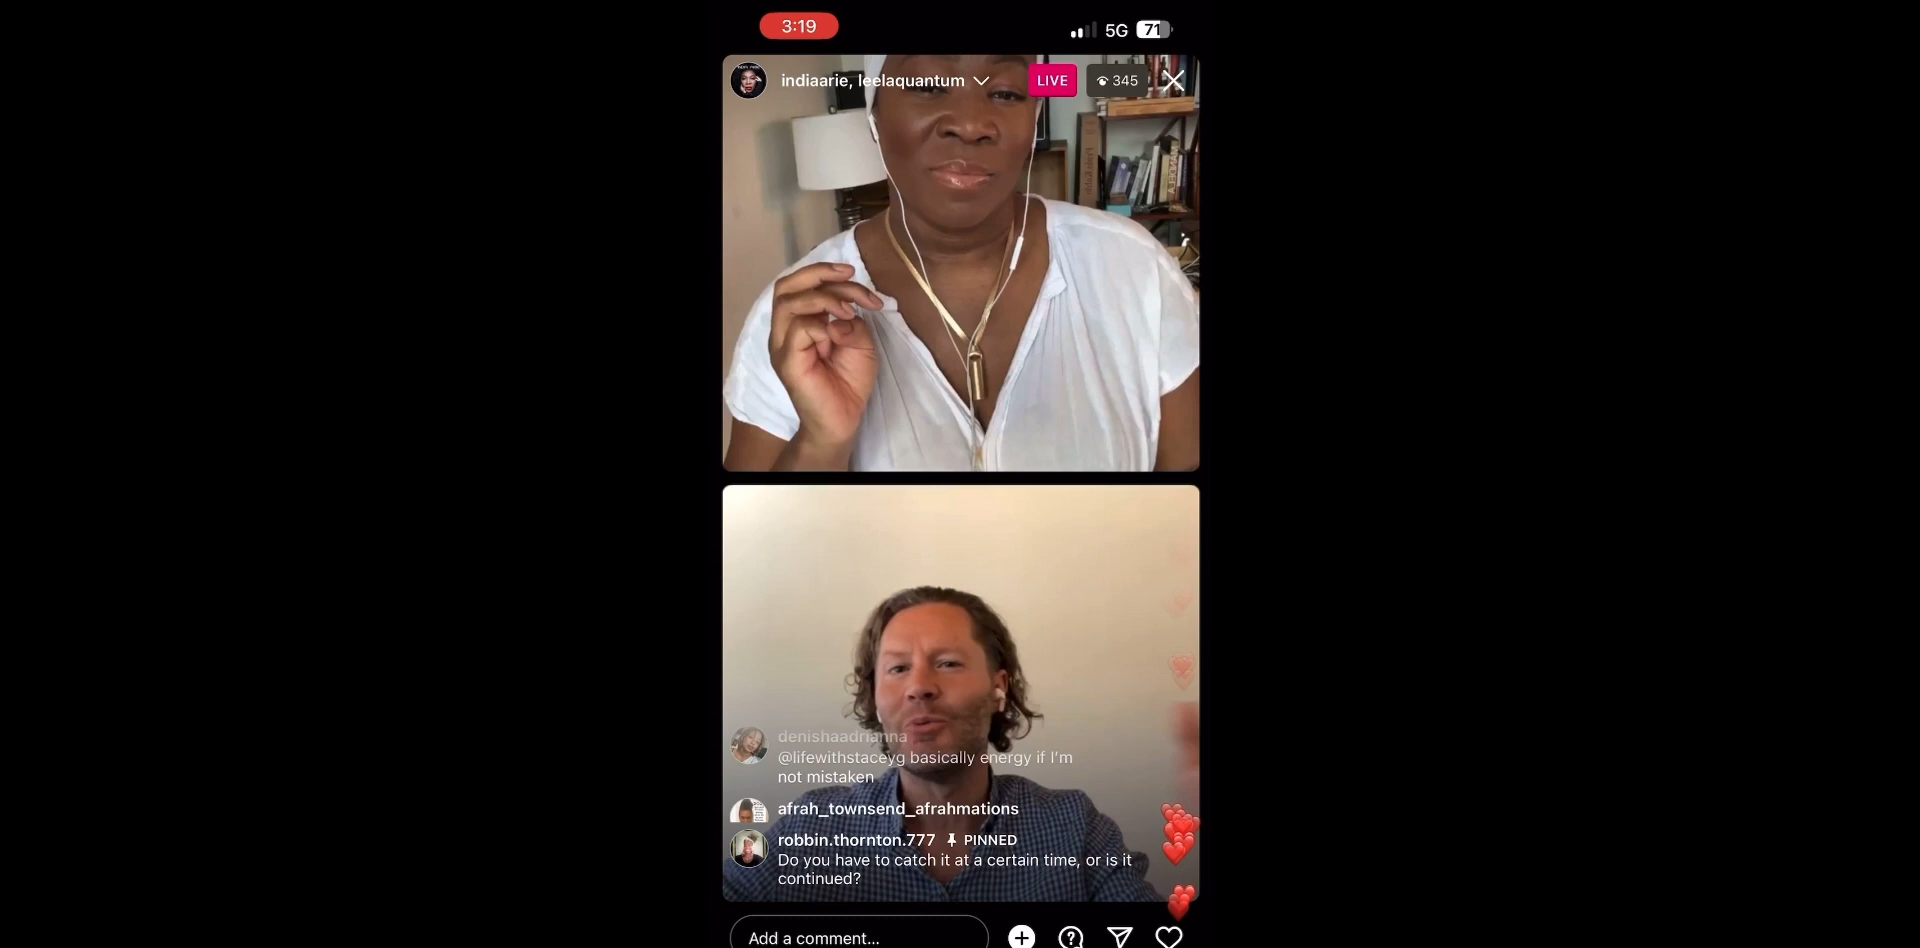 3:19
5G
71
indiaarie, leelaquantum
LIVE
345
denishaadrianna
@lifewithstaceyg basically energy if I'm
not mistaken
afrah_townsend_afrahmations
robbin.thornton.777 PINNED
Do you have to catch it at a certain time, or is it
continued?
Add a comment...